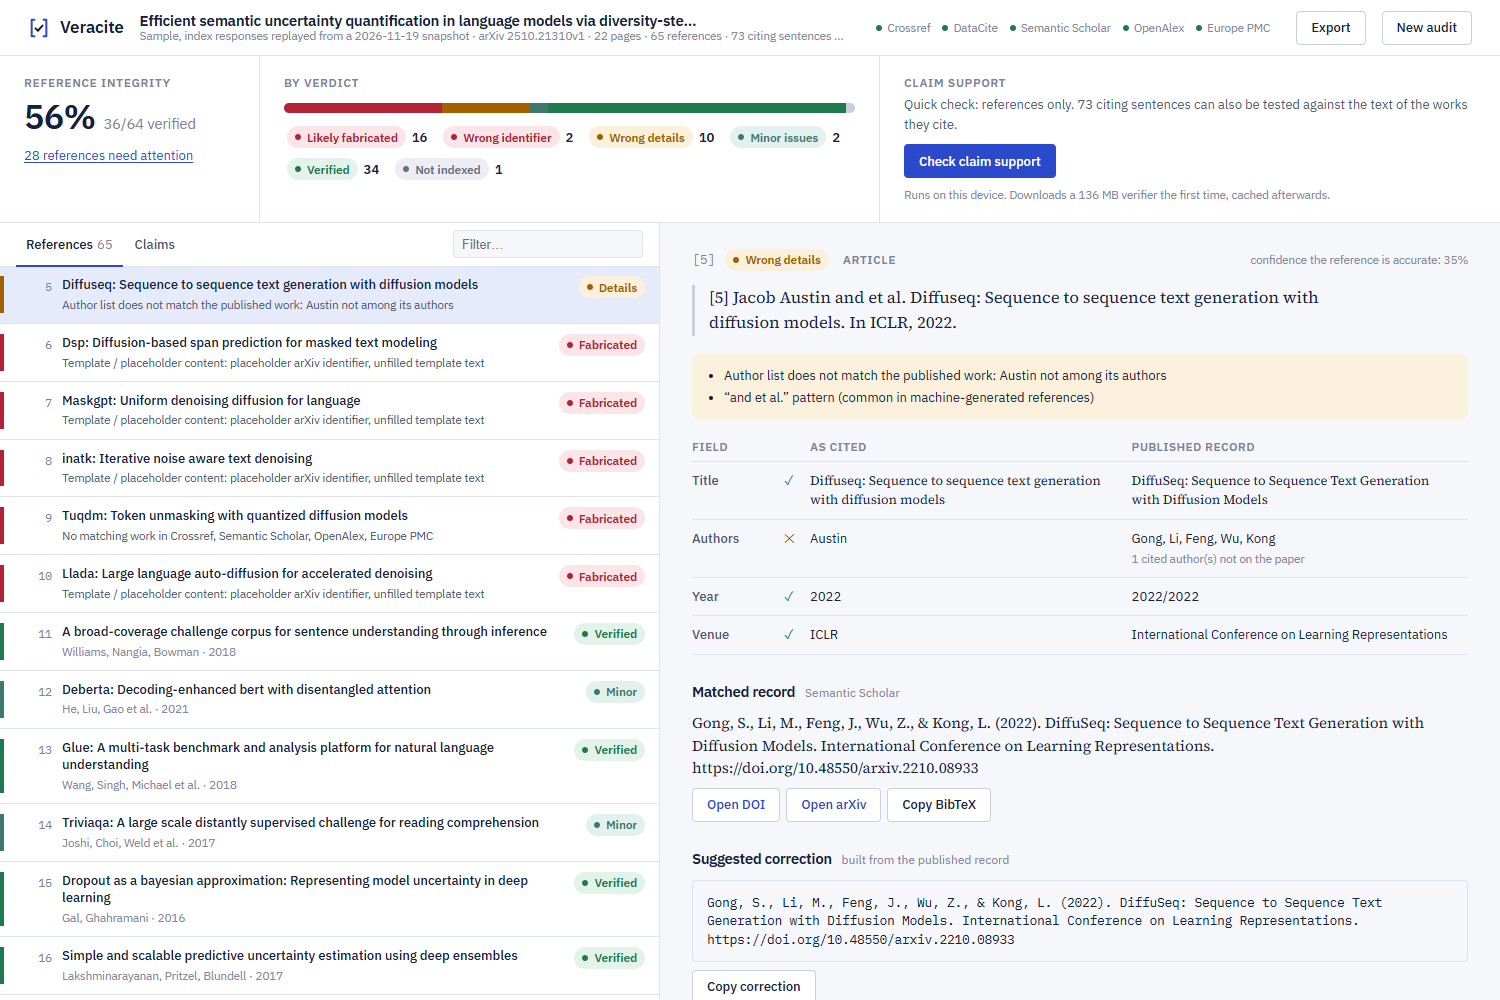 Veracite
Efficient semantic uncertainty quantification in language models via diversity-ste...
Sample, index responses replayed from a 2026-11-19 snapshot · arXiv 2510.21310v1 · 22 pages · 65 references · 73 citing sentences ...
Crossref DataCite Semantic Scholar OpenAlex Europe PMC
Export
New audit
REFERENCE INTEGRITY
56% 36/64 verified
28 references need attention
BY VERDICT
Likely fabricated 16 Wrong identifier 2 Wrong details 10 Minor issues 2
Verified 34 Not indexed 1
CLAIM SUPPORT
Quick check: references only. 73 citing sentences can also be tested against the text of the works
they cite.
Check claim support
Runs on this device. Downloads a 136 MB verifier the first time, cached afterwards.
References 65 Claims Filter...
5 Diffuseq: Sequence to sequence text generation with diffusion models Details
Author list does not match the published work: Austin not among its authors
6 Dsp: Diffusion-based span prediction for masked text modeling Fabricated
Template / placeholder content: placeholder arXiv identifier, unfilled template text
7 Maskgpt: Uniform denoising diffusion for language Fabricated
Template / placeholder content: placeholder arXiv identifier, unfilled template text
8 inatk: Iterative noise aware text denoising Fabricated
Template / placeholder content: placeholder arXiv identifier, unfilled template text
9 Tuqdm: Token unmasking with quantized diffusion models Fabricated
No matching work in Crossref, Semantic Scholar, OpenAlex, Europe PMC
10 Llada: Large language auto-diffusion for accelerated denoising Fabricated
Template / placeholder content: placeholder arXiv identifier, unfilled template text
11 A broad-coverage challenge corpus for sentence understanding through inference Verified
Williams, Nangia, Bowman · 2018
12 Deberta: Decoding-enhanced bert with disentangled attention Minor
He, Liu, Gao et al. · 2021
13 Glue: A multi-task benchmark and analysis platform for natural language Verified
understanding
Wang, Singh, Michael et al. · 2018
14 Triviaqa: A large scale distantly supervised challenge for reading comprehension Minor
Joshi, Choi, Weld et al. · 2017
15 Dropout as a bayesian approximation: Representing model uncertainty in deep Verified
learning
Gal, Ghahramani · 2016
16 Simple and scalable predictive uncertainty estimation using deep ensembles Verified
Lakshminarayanan, Pritzel, Blundell · 2017
[5] Wrong details ARTICLE confidence the reference is accurate: 35%
[5] Jacob Austin and et al. Diffuseq: Sequence to sequence text generation with
diffusion models. In ICLR, 2022.
• Author list does not match the published work: Austin not among its authors
• “and et al.” pattern (common in machine-generated references)
FIELD AS CITED PUBLISHED RECORD
Title ✓ Diffuseq: Sequence to sequence text generation DiffuSeq: Sequence to Sequence Text Generation
with diffusion models with Diffusion Models
Authors ✕ Austin Gong, Li, Feng, Wu, Kong
1 cited author(s) not on the paper
Year ✓ 2022 2022/2022
Venue ✓ ICLR International Conference on Learning Representations
Matched record Semantic Scholar
Gong, S., Li, M., Feng, J., Wu, Z., & Kong, L. (2022). DiffuSeq: Sequence to Sequence Text Generation with
Diffusion Models. International Conference on Learning Representations.
https://doi.org/10.48550/arxiv.2210.08933
Open DOI Open arXiv Copy BibTeX
Suggested correction built from the published record
Gong, S., Li, M., Feng, J., Wu, Z., & Kong, L. (2022). DiffuSeq: Sequence to Sequence Text
Generation with Diffusion Models. International Conference on Learning Representations.
https://doi.org/10.48550/arxiv.2210.08933
Copy correction